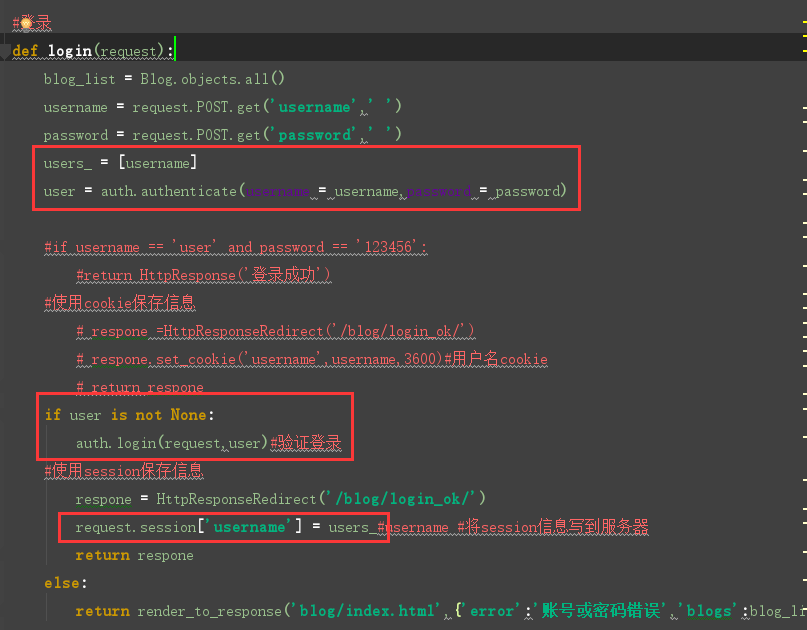 #登录
def login(request):
blog_list = Blog.objects.all()
username = request.POST.get('username',' ')
password = request.POST.get('password',' ')
users_ = [username]
user = auth.authenticate(username = username,password = password)
#if username == 'user' and password == '123456':
#return HttpResponse('登录成功')
#使用cookie保存信息
# respone =HttpResponseRedirect('/blog/login_ok/')
# respone.set_cookie('username',username,3600)#用户名cookie
# return respone
if user is not None:
auth.login(request,user)#验证登录
#使用session保存信息
respone = HttpResponseRedirect('/blog/login_ok/')
request.session['username'] = users_#username #将session信息写到服务器
return respone
else:
return render_to_response('blog/index.html',{'error':'账号或密码错误','blogs':blog_li